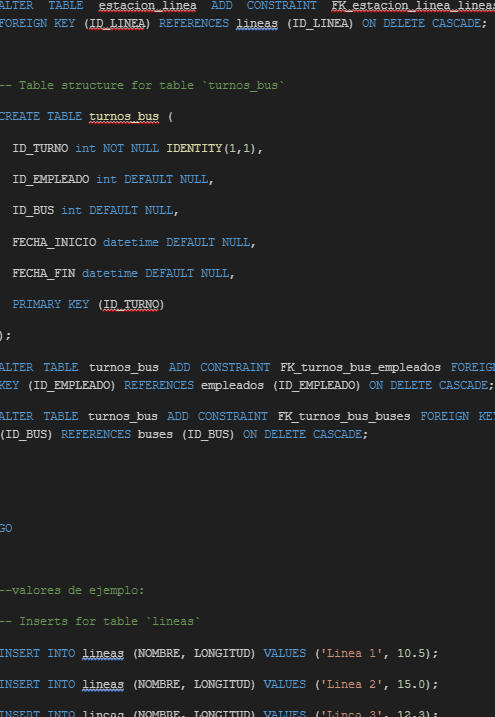 ALTER TABLE estacion_linea ADD CONSTRAINT FK_estacion_linea_lineas
FOREIGN KEY (ID_LINEA) REFERENCES lineas (ID_LINEA) ON DELETE CASCADE;
-- Table structure for table `turnos_bus`
CREATE TABLE turnos_bus (
ID_TURNO int NOT NULL IDENTITY(1,1),
ID_EMPLEADO int DEFAULT NULL,
ID_BUS int DEFAULT NULL,
FECHA_INICIO datetime DEFAULT NULL,
FECHA_FIN datetime DEFAULT NULL,
PRIMARY KEY (ID_TURNO)
);
ALTER TABLE turnos_bus ADD CONSTRAINT FK_turnos_bus_empleados FOREIGN
KEY (ID_EMPLEADO) REFERENCES empleados (ID_EMPLEADO) ON DELETE CASCADE;
ALTER TABLE turnos_bus ADD CONSTRAINT FK_turnos_bus_buses FOREIGN KEY
(ID_BUS) REFERENCES buses (ID_BUS) ON DELETE CASCADE;
GO
--valores de ejemplo:
-- Inserts for table `lineas`
INSERT INTO lineas (NOMBRE, LONGITUD) VALUES ('Linea 1', 10.5);
INSERT INTO lineas (NOMBRE, LONGITUD) VALUES ('Linea 2', 15.0);
INSERT INTO lineas (NOMBRE, LONGITUD) VALUES ('Linea 3', 12.3);